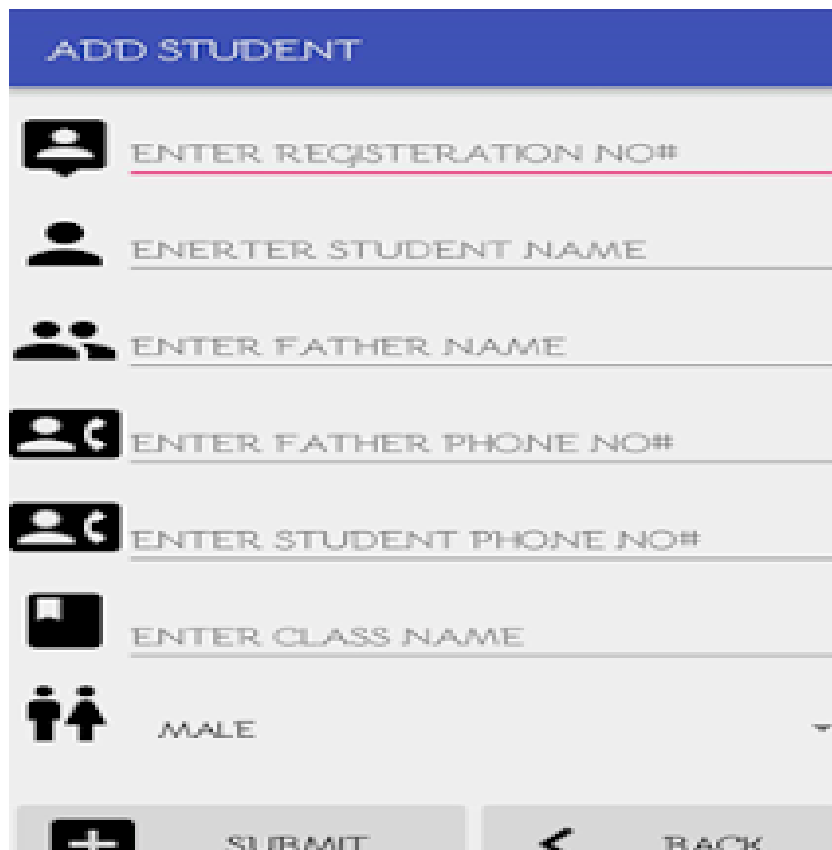 ADD STUDENT
ENTER REGISTERATION NO#
ENERTER STUDENT NAME
ENTER FATHER NAME
ENTER FATHER PHONE NO#
ENTER STUDENT PHONE NO#
ENTER CLASS NAME
MALE
SUBMIT BACK